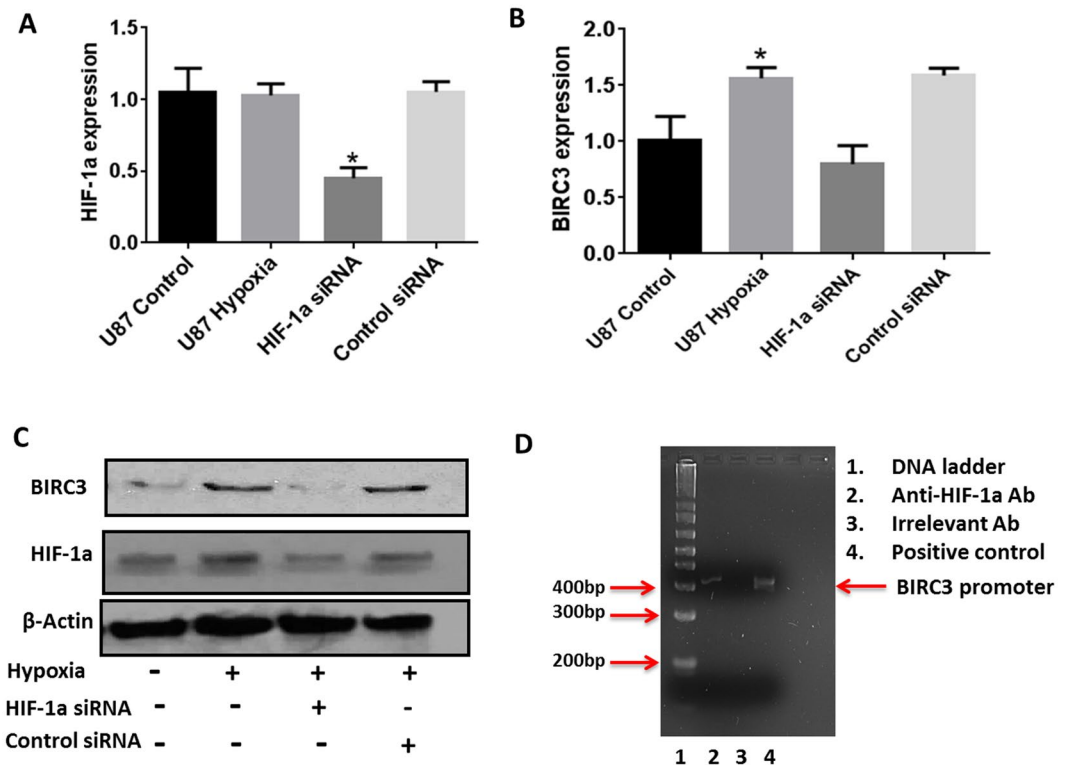 A
HIF-1a expression
1.5
1.0
0.5
0.0
*
U87 Control
U87 Hypoxia
HIF-1a siRNA
Control siRNA
B
BIRC3 expression
2.0
1.5
1.0
0.5
0.0
*
U87 Control
U87 Hypoxia
HIF-1a siRNA
Control siRNA
C
BIRC3
HIF-1a
β-Actin
Hypoxia - + + +
HIF-1a siRNA - - + -
Control siRNA - - - +
D
400bp
300bp
200bp
1 2 3 4
1. DNA ladder
2. Anti-HIF-1a Ab
3. Irrelevant Ab
4. Positive control
BIRC3 promoter